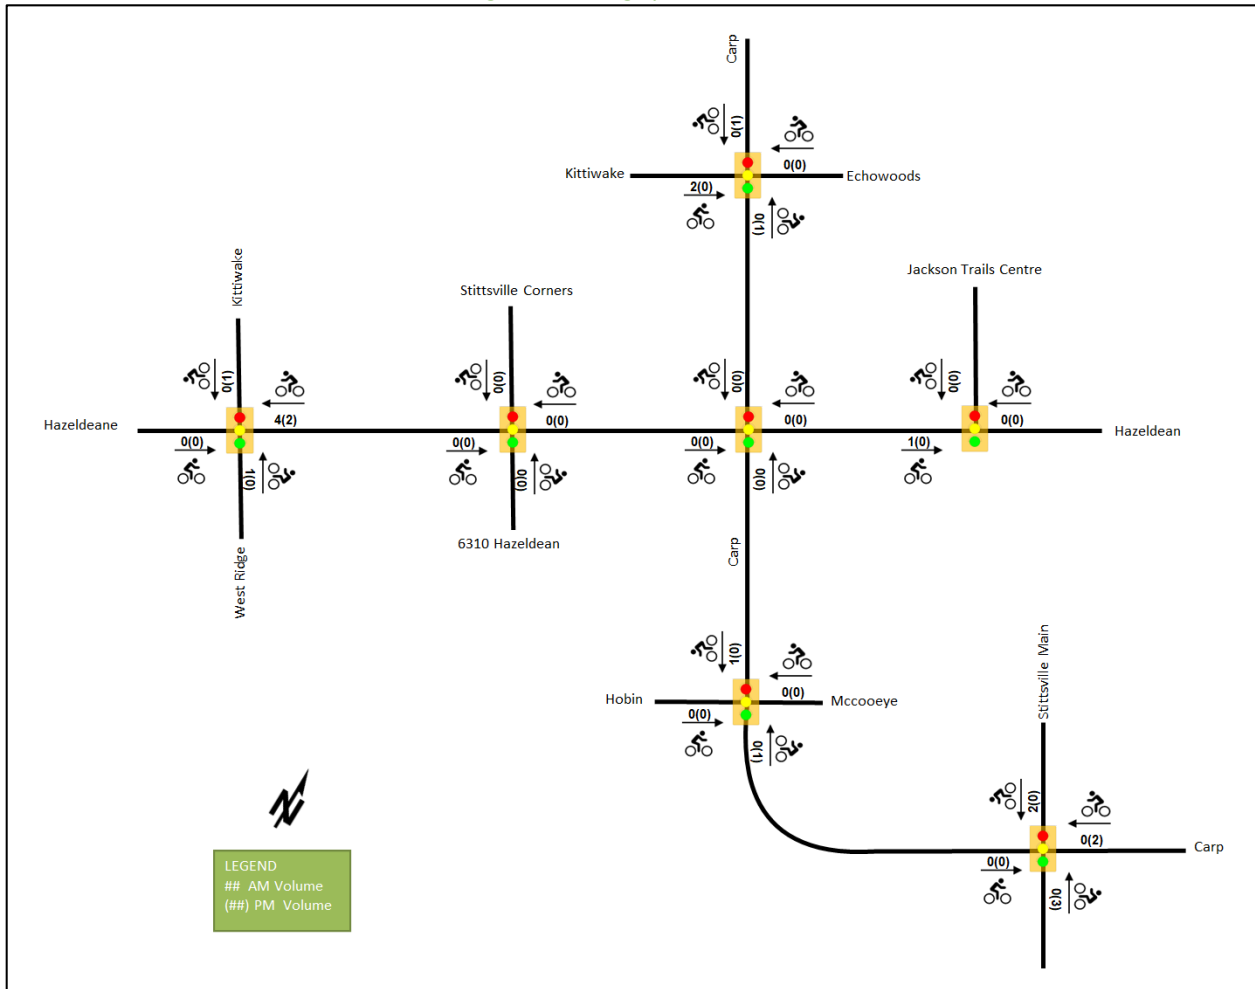 Carp
0(1)
0(0)
Kittiwake
Echowoods
2(0)
0(1)
Kittiwake
Stittsville Corners
Jackson Trails Centre
0(1)
0(0)
0(0)
0(0)
Hazeldeane
4(2)
0(0)
0(0)
0(0)
Hazeldean
0(0)
0(0)
0(0)
1(0)
1(0)
0(0)
0(0)
West Ridge
6310 Hazeldean
Carp
1(0)
Stittsville Main
Hobin
0(0)
Mccooeye
0(0)
0(1)
2(0)
0(2)
Carp
0(0)
0(3)
N
LEGEND
## AM Volume
(##) PM Volume